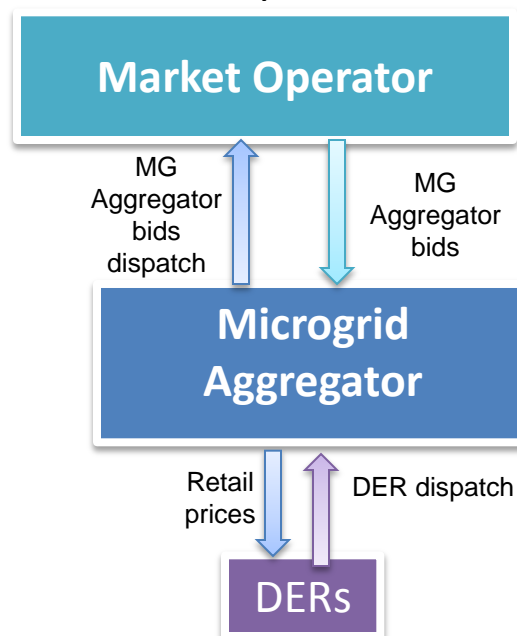 Market Operator
MG
Aggregator
bids
dispatch
MG
Aggregator
bids
Microgrid
Aggregator
Retail
prices
DER dispatch
DERs